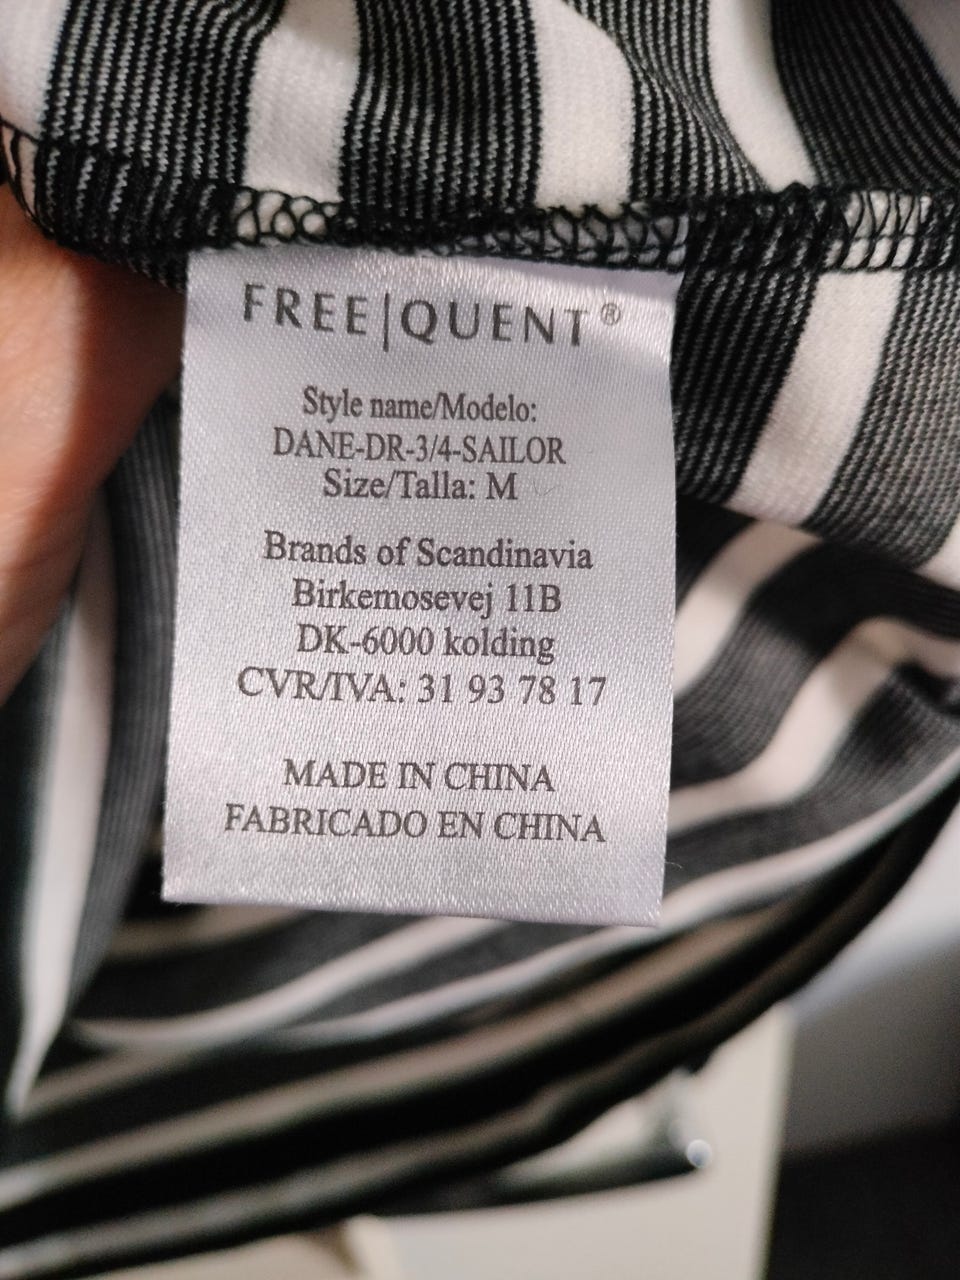 FREE|QUENT®
Style name/Modelo:
DANE-DR-3/4-SAILOR
Size/Talla: M
Brands of Scandinavia
Birkemosevej 11B
DK-6000 kolding
CVR/IVA: 31 93 78 17
MADE IN CHINA
FABRICADO EN CHINA